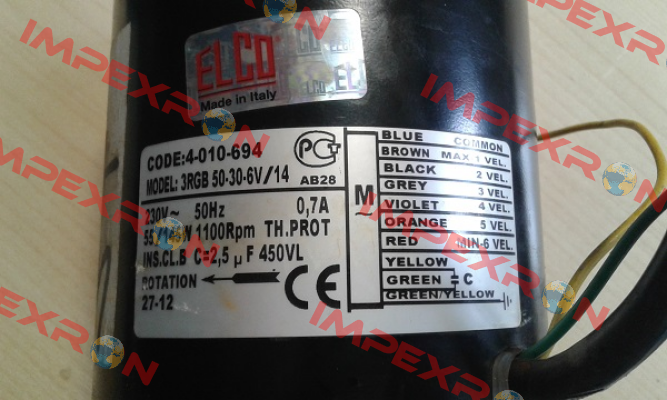 ELCO
Made in Italy
CODE:4-010-694
MODEL: 3RGB 50-30-6V/14
AB28
230V~ 50Hz 0,7A
1100Rpm TH.PROT
INS.CL.B C=2,5 µF 450VL
ROTATION
27-12
CE
M
~
BLUE COMMON
BROWN MAX 1 VEL.
BLACK 2 VEL.
GREY 3 VEL.
VIOLET 4 VEL.
ORANGE 5 VEL.
RED MIN-6 VEL.
YELLOW
GREEN C
GREEN/YELLOW
IMPEXRON
IMPEXRON
IMPEXRON
IMPEXRON
IMPEXRON